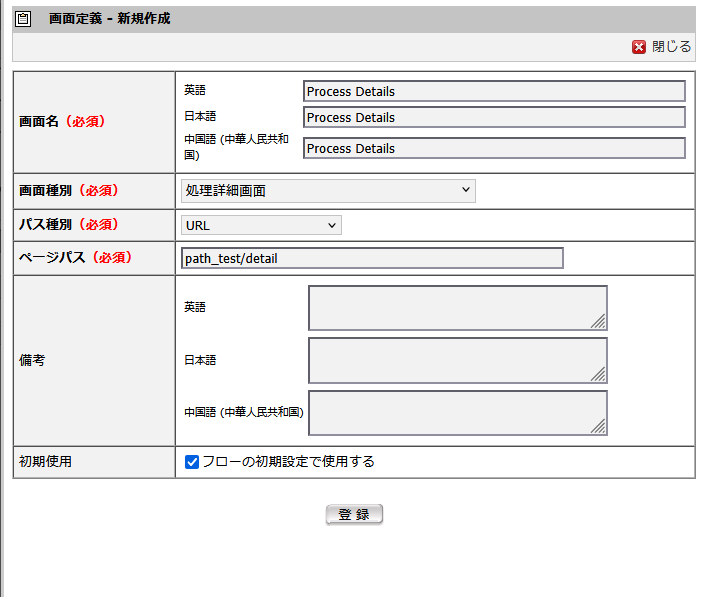 画面定義 - 新規作成
閉じる
画面名（必須）
英語
Process Details
日本語
Process Details
中国語 (中華人民共和
国)
Process Details
画面種別（必須）
処理詳細画面
パス種別（必須）
URL
ページパス（必須）
path_test/detail
備考
英語
日本語
中国語 (中華人民共和国)
初期使用
フローの初期設定で使用する
登 録